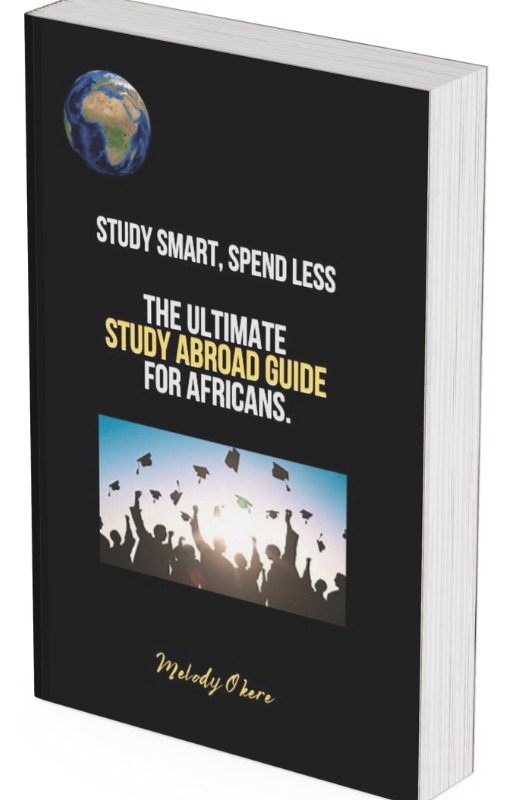 STUDY SMART, SPEND LESS
THE ULTIMATE
STUDY ABROAD GUIDE
FOR AFRICANS.
Melody Okere